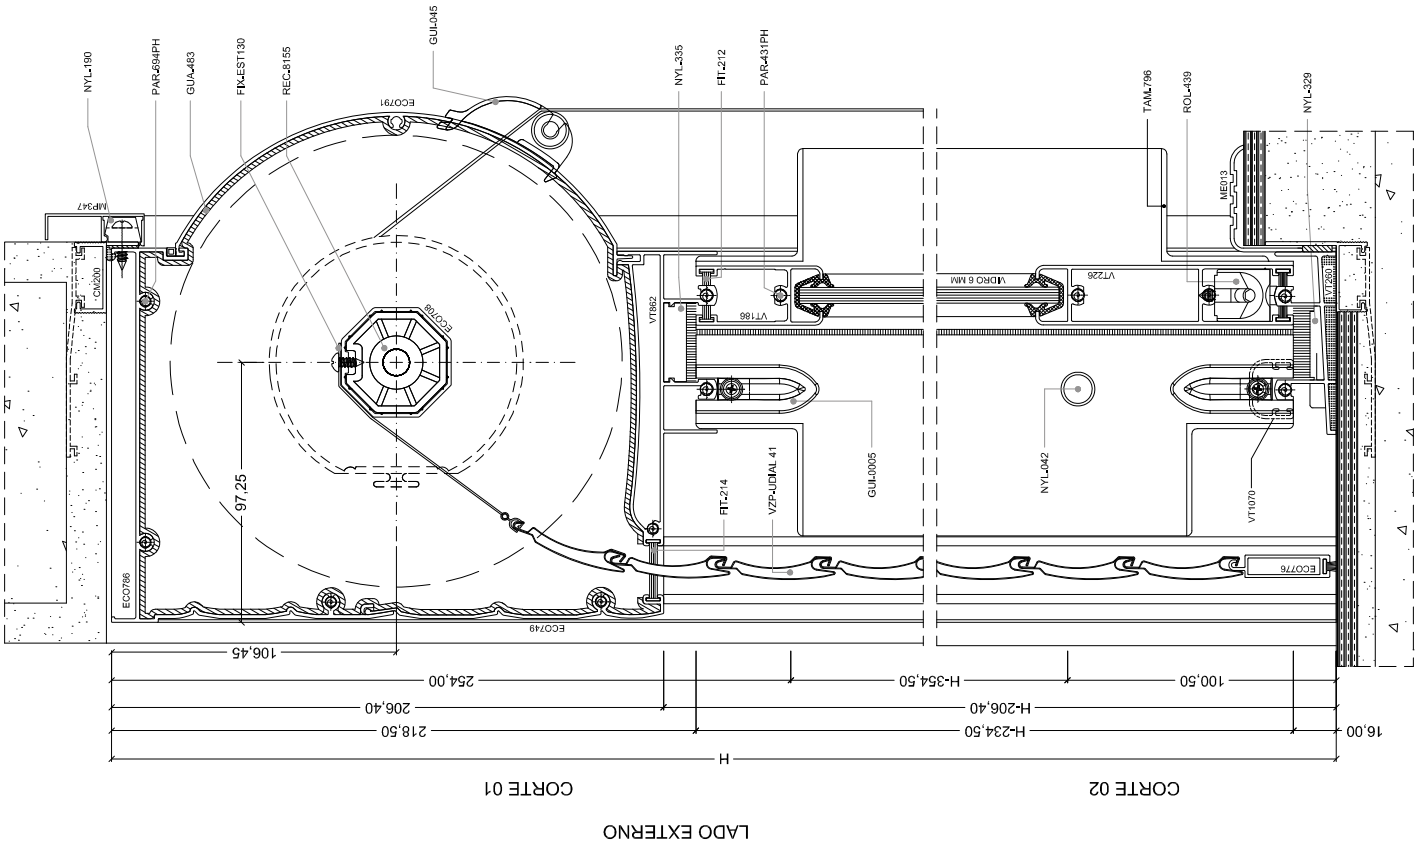 NYL-190
PAR-694PH
GUA-483
FIX-EST130
REC-8155
GUI-045
NYL-335
FIT-212
PAR-431PH
TAM-796
ROL-439
NYL-329
MP347
CM200
ECO791
ECO708
VT862
VT186
VIDRO 6 MM
VT226
ME013
VT260
97,25
ECO786
ECO749
FIT-214
VZP-UDIAL 41
GUI-0005
NYL-042
VT1070
ECO776
106,45
254,00
H-354,50
100,50
206,40
H-206,40
218,50
H-234,50
16,00
H
CORTE 01
CORTE 02
LADO EXTERNO